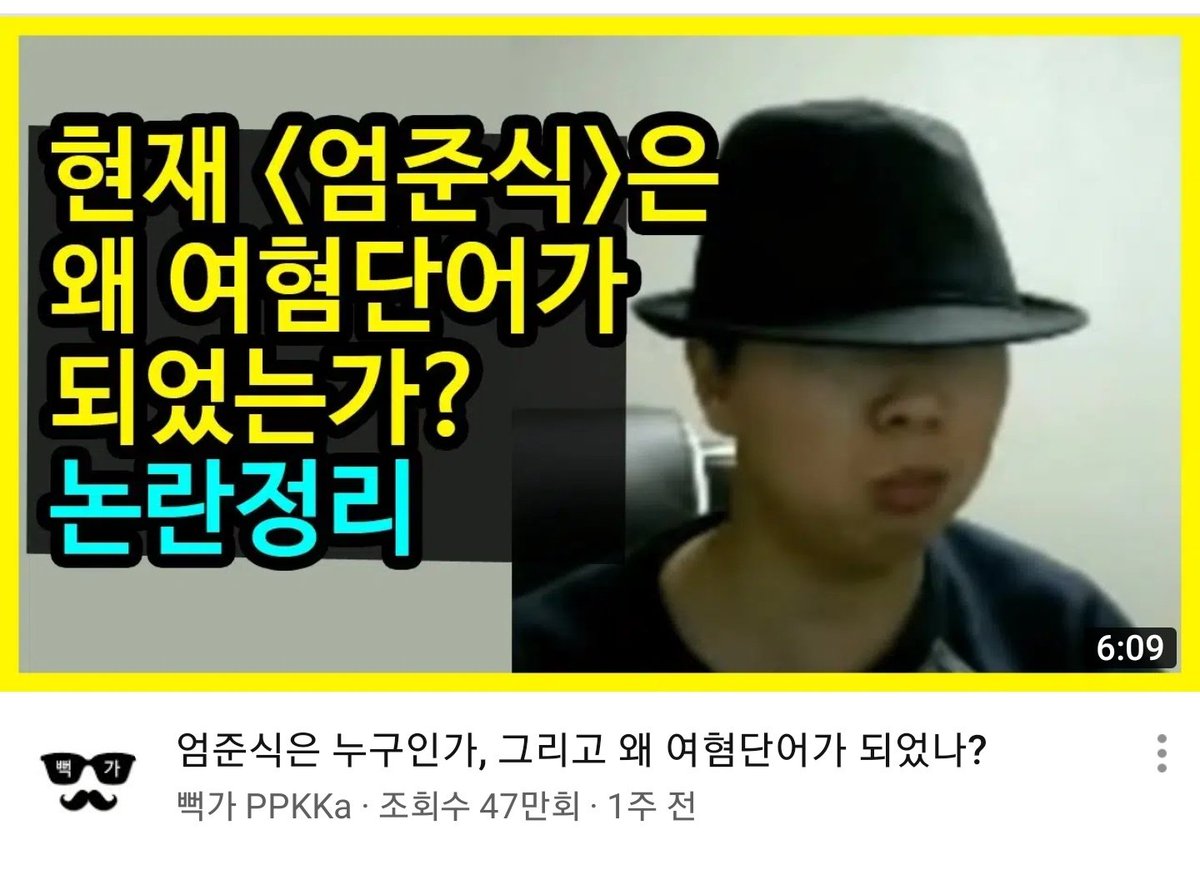 현재 <엄준식>은
왜 여혐단어가
되었는가?
논란정리
6:09
뻑 가
엄준식은 누구인가, 그리고 왜 여혐단어가 되었나?
뻑가 PPKKa · 조회수 47만회 · 1주 전